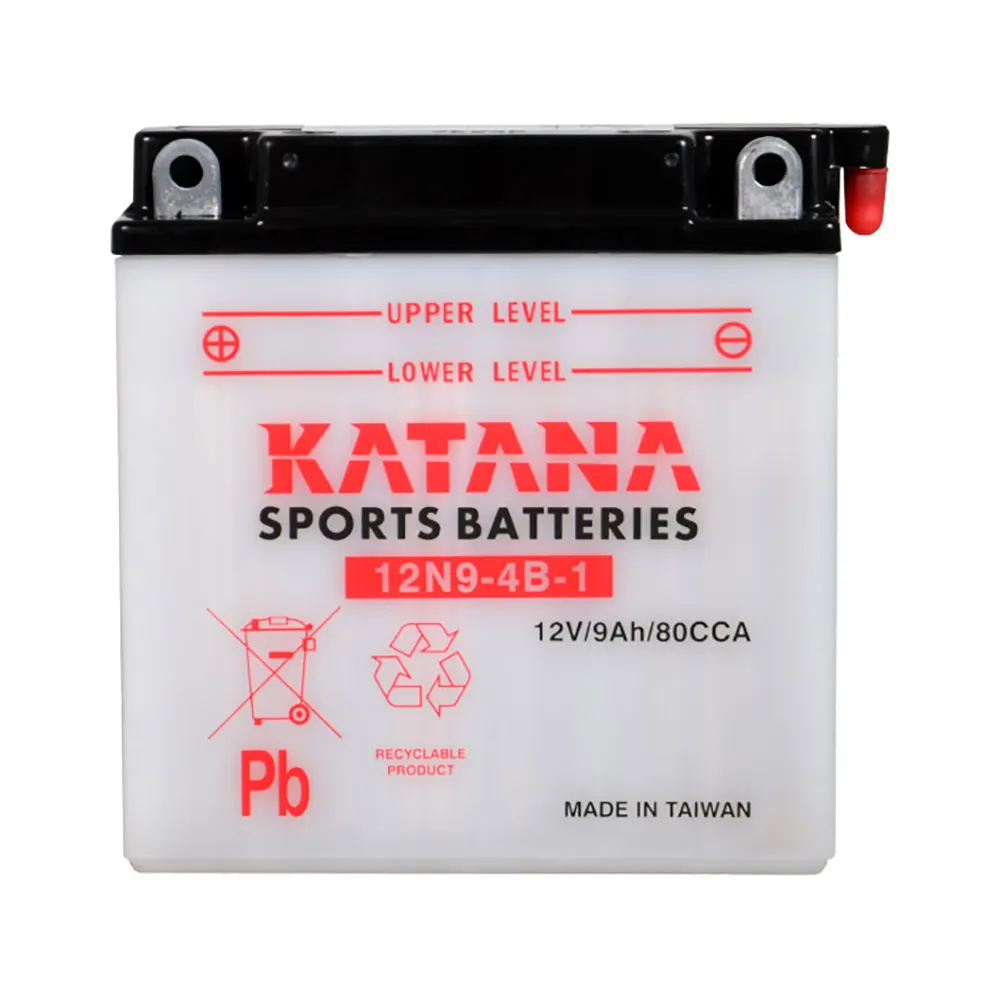 UPPER LEVEL
LOWER LEVEL
KATANA
SPORTS BATTERIES
12N9-4B-1
12V/9Ah/80CCA
RECYCLABLE
PRODUCT
Pb
MADE IN TAIWAN